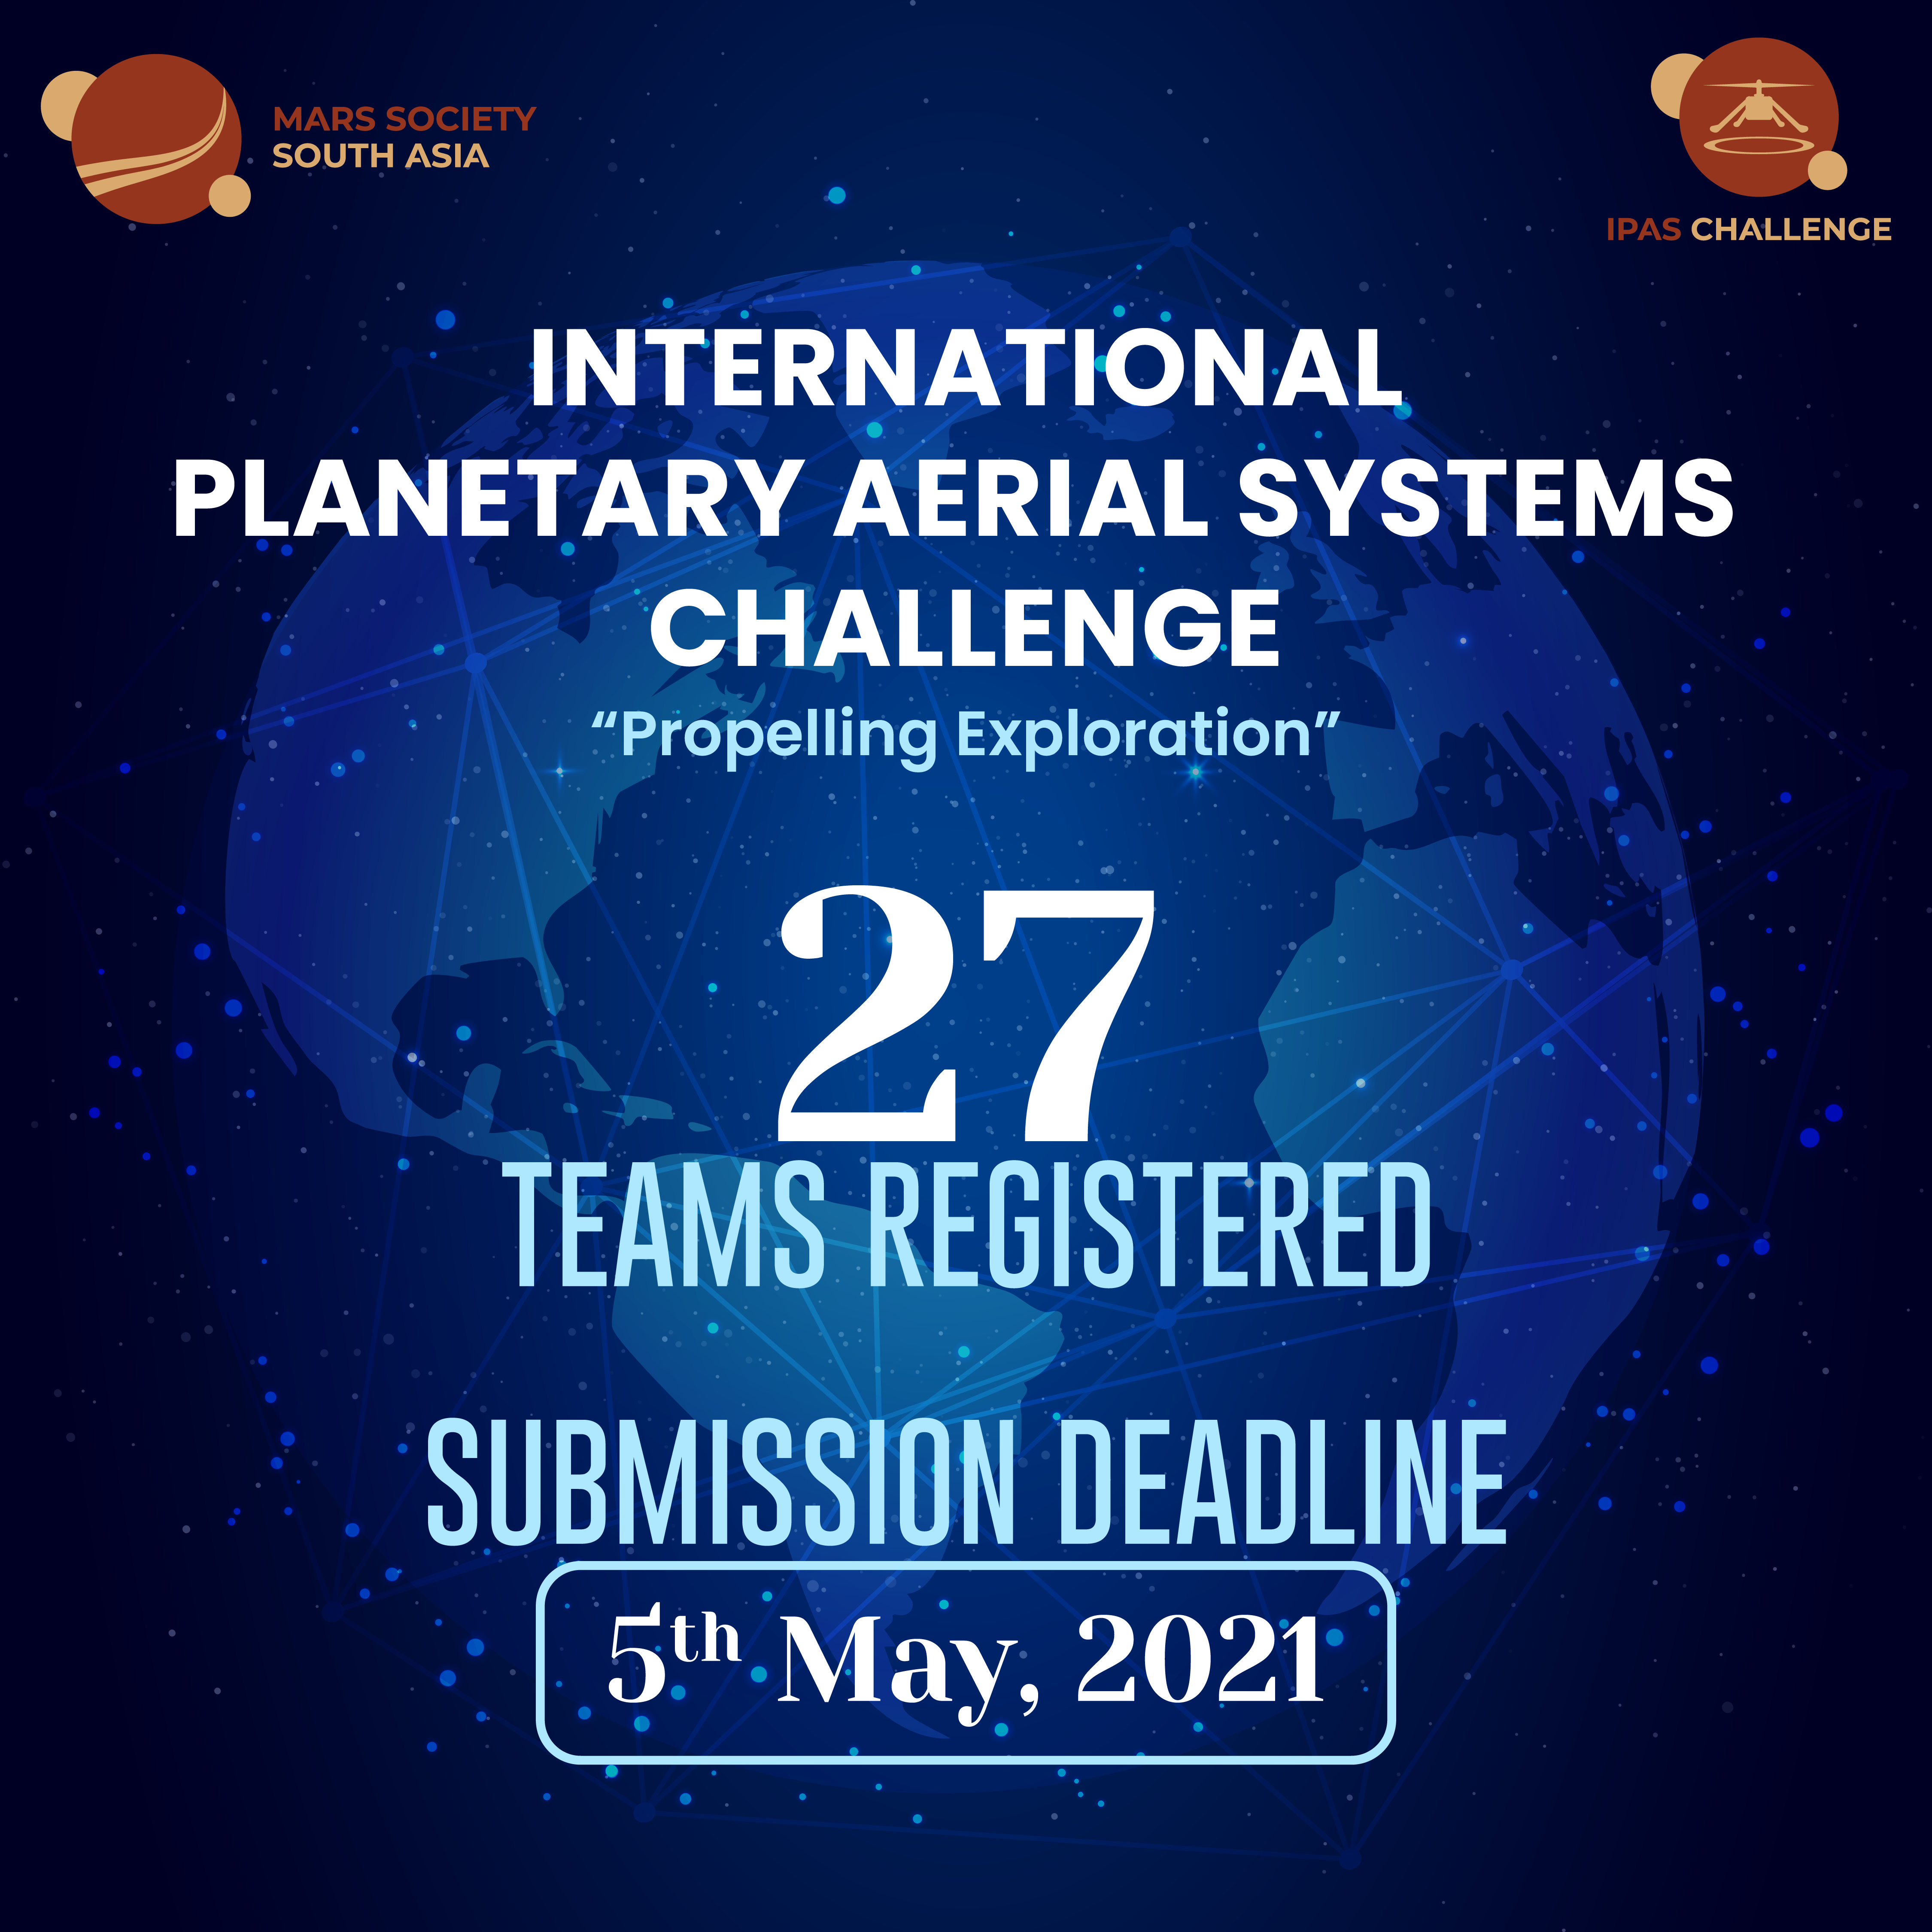 MARS SOCIETY
SOUTH ASIA
IPAS CHALLENGE
INTERNATIONAL
PLANETARY AERIAL SYSTEMS
CHALLENGE
“Propelling Exploration”
27
TEAMS REGISTERED
SUBMISSION DEADLINE
5th May, 2021